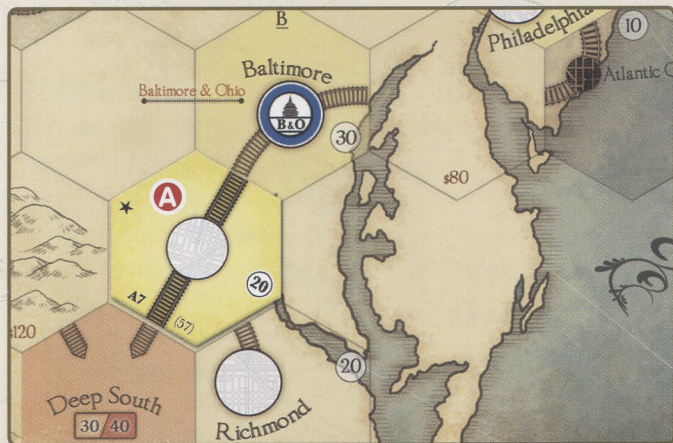 B
Philadelphia
10
Baltimore
Atlantic C
Baltimore & Ohio
B&O
30
A
$80
20
A7
(57)
$120
20
Deep South
30 40
Richmond